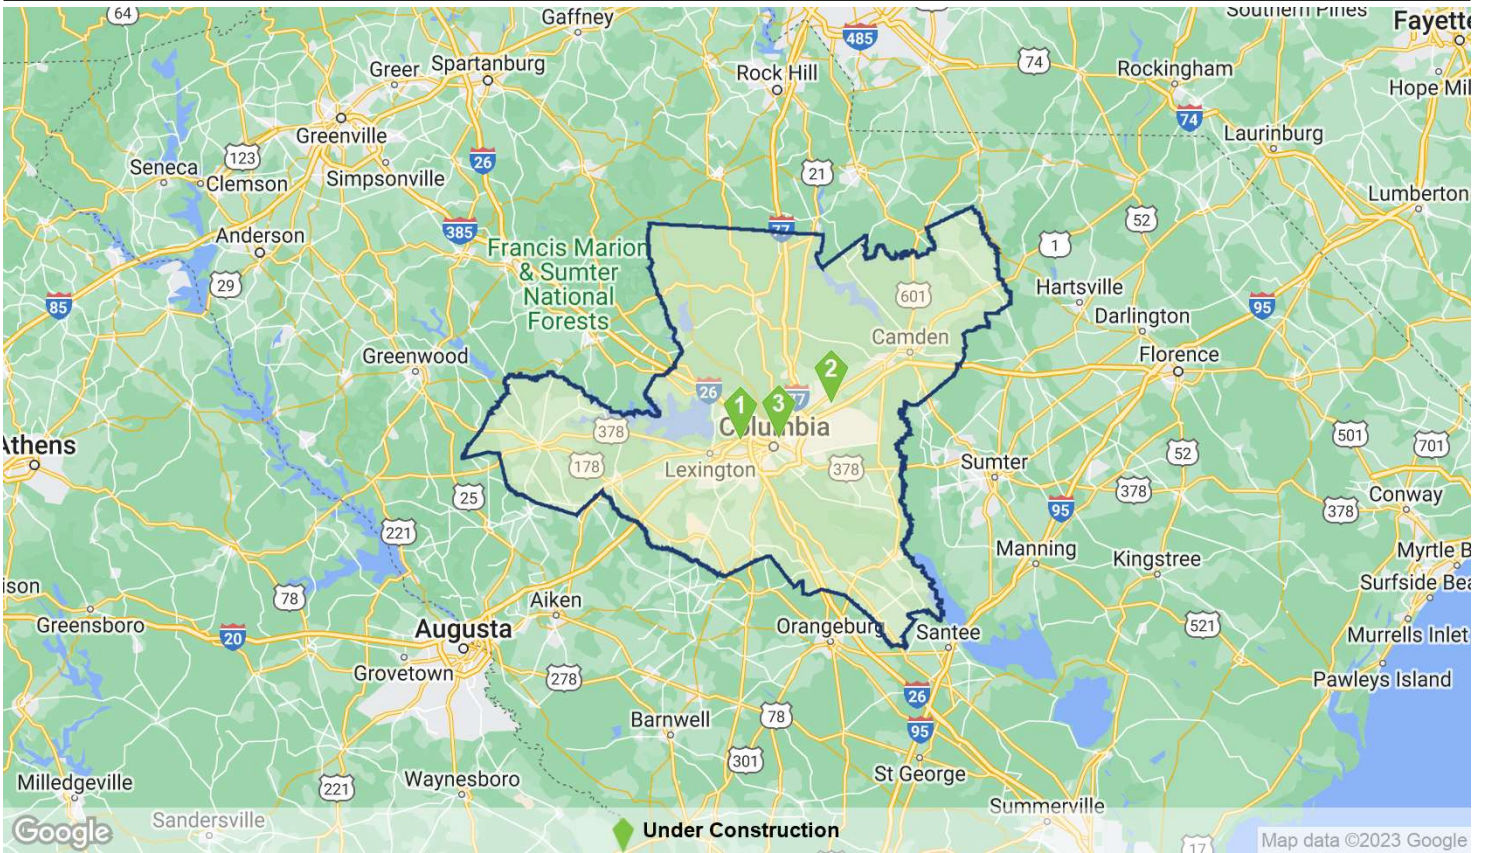 64
Gaffney
485
Southern Pines
Fayette
Greer
Spartanburg
Rock Hill
74
Rockingham
Hope Mil
Greenville
74
Laurinburg
123
26
Seneca
Clemson
Simpsonville
21
Lumberton
Anderson
385
77
52
1
Francis Marion
& Sumter
National
Forests
29
85
601
Hartsville
95
Darlington
Camden
Greenwood
Florence
2
26
77
1
3
Columbia
378
Athens
Lexington
178
378
Sumter
501
701
52
25
378
Conway
378
95
221
Manning
Kingstree
Myrtle B
ison
78
Surfside Bea
Aiken
Greensboro
20
Augusta
Orangeburg
Santee
521
Murrells Inlet
Grovetown
278
Pawleys Island
26
Barnwell
78
95
301
St George
Milledgeville
221
Waynesboro
Summerville
Sandersville
Google
Under Construction
17
Map data ©2023 Google